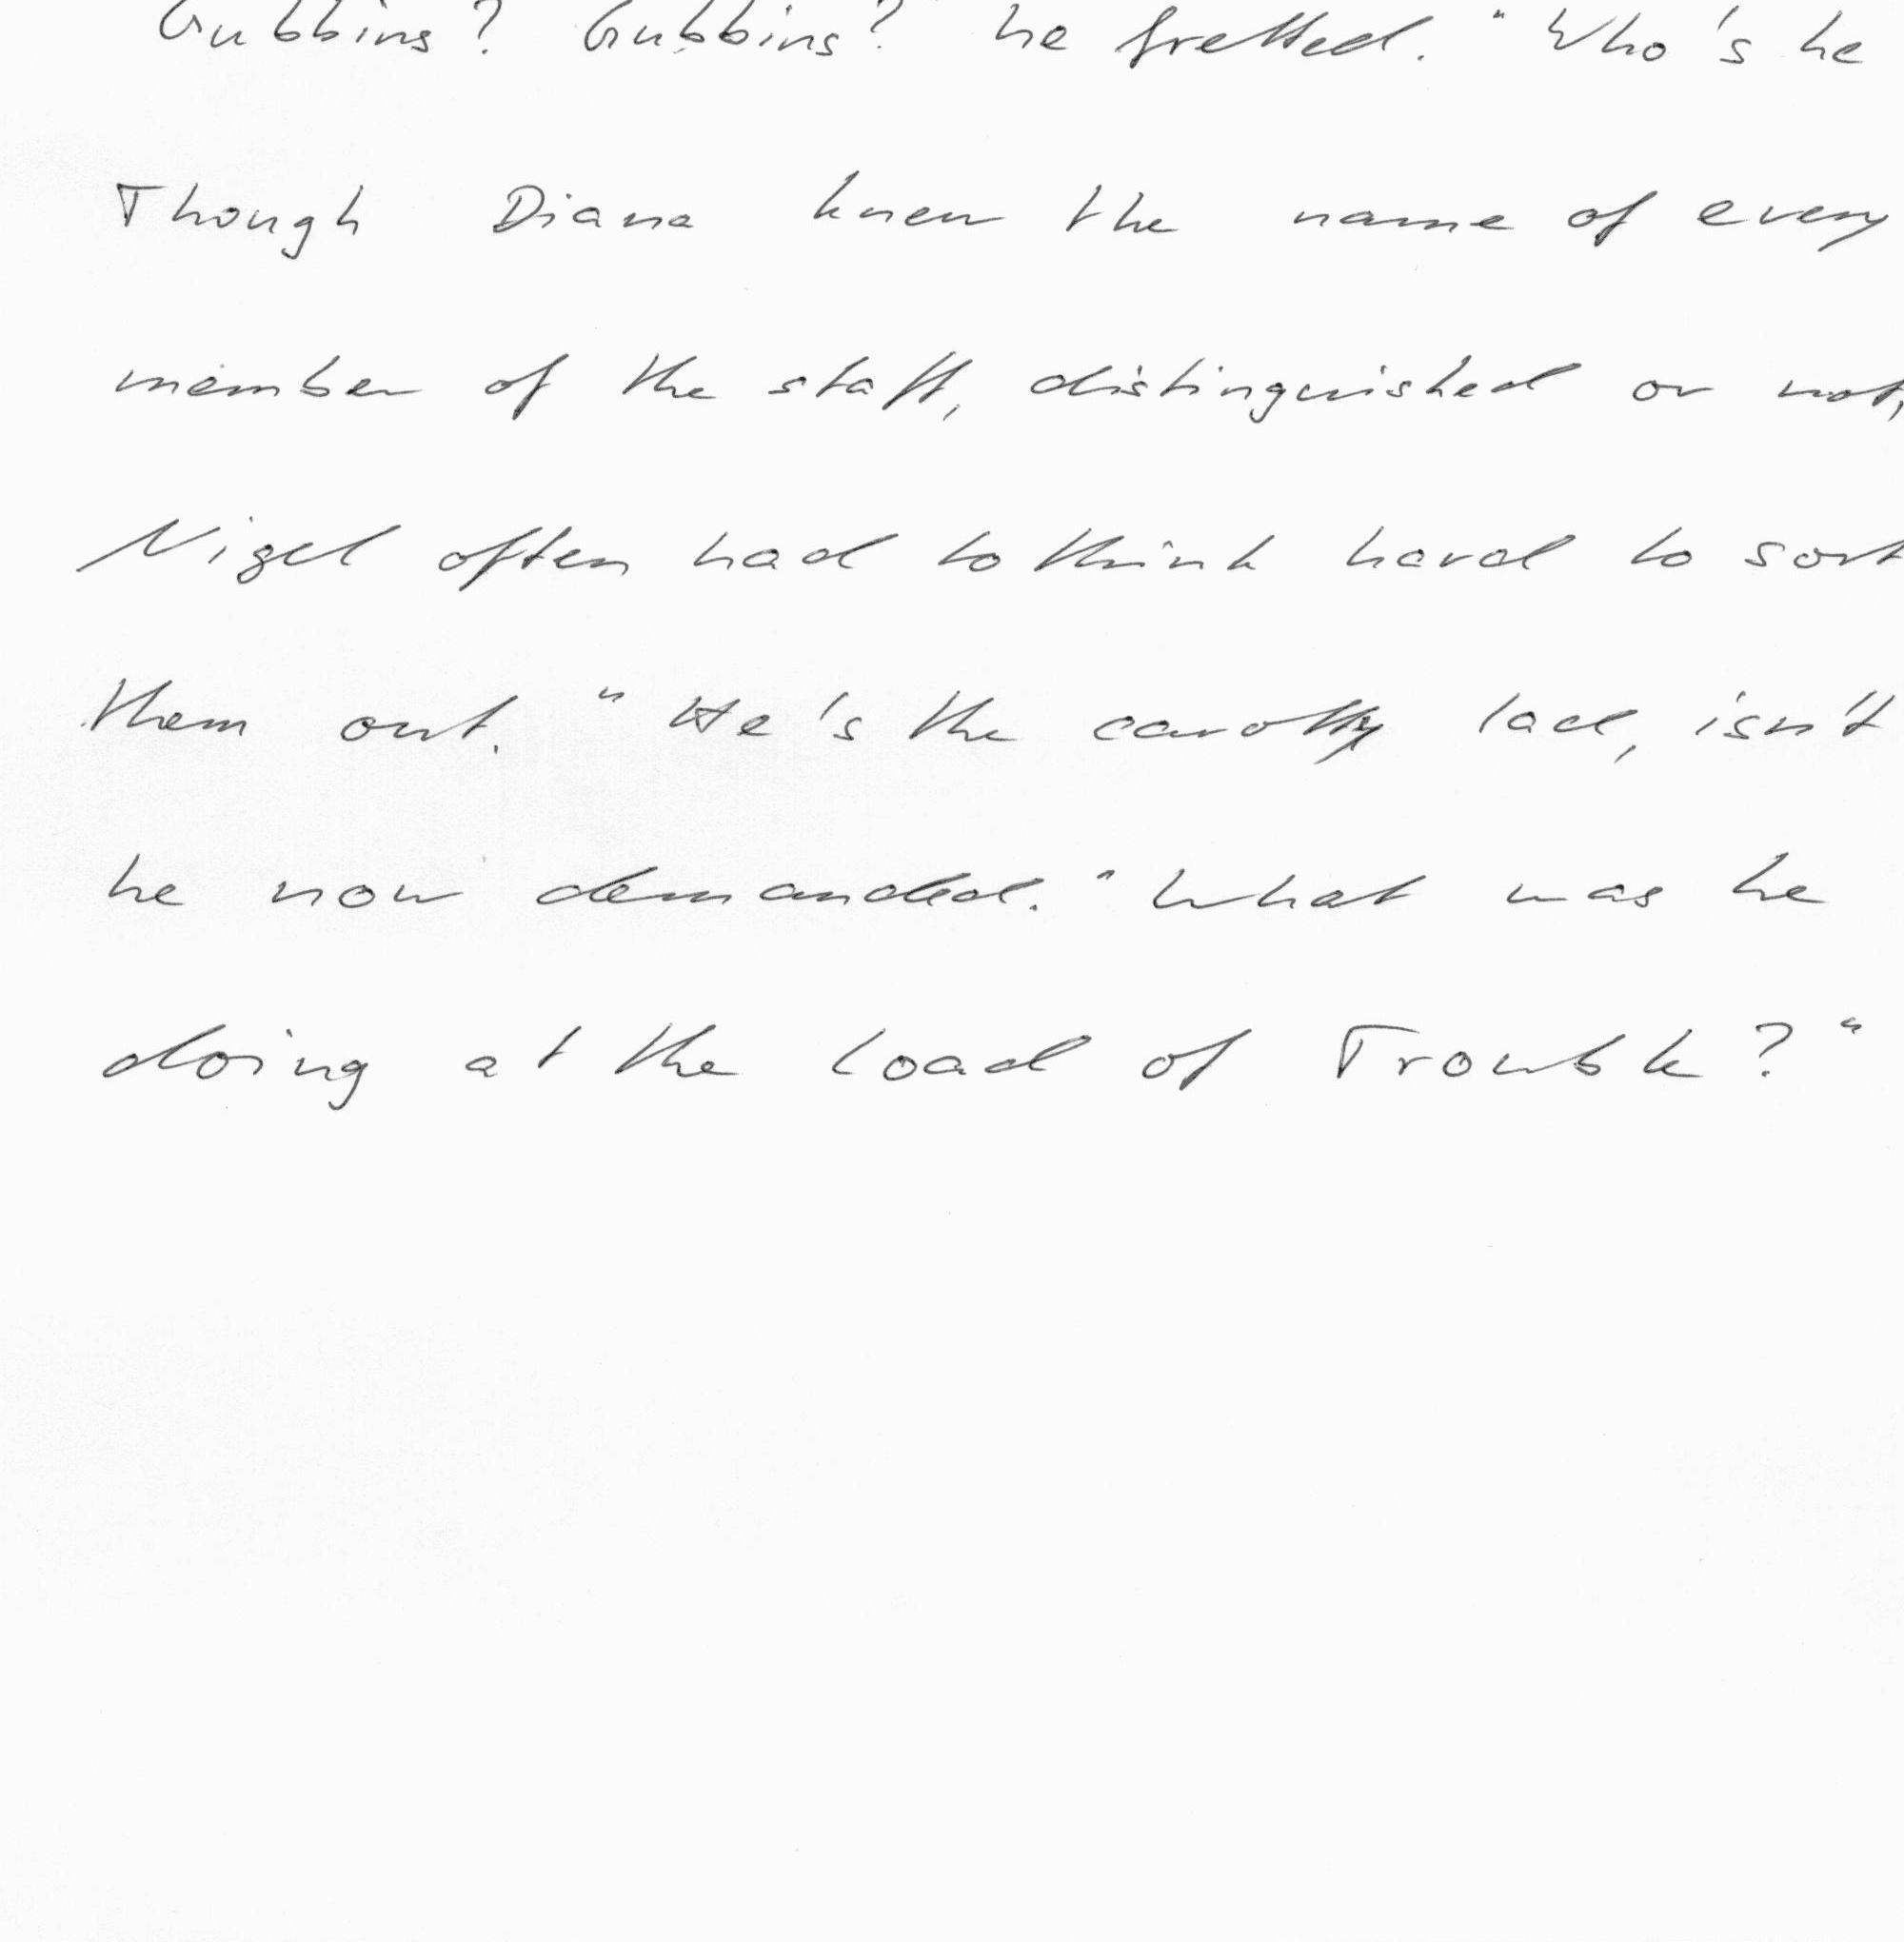 Gubbins? Gubbins?" he fretted. "Who's he
Though Diana knew the name of every
member of the staff, distinguished or not,
Nigel often had to think hard to sort
them out. "He's the carotty lad, isn't
he now demanded. "What was he
doing at the Load of Trouble?"